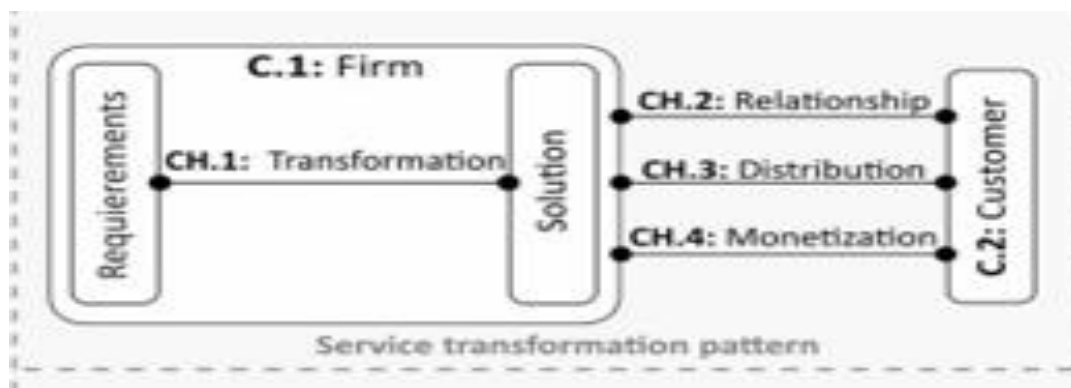 C.1: Firm
Requierements
CH.1: Transformation
Solution
CH.2: Relationship
CH.3: Distribution
CH.4: Monetization
C.2: Customer
Service transformation pattern